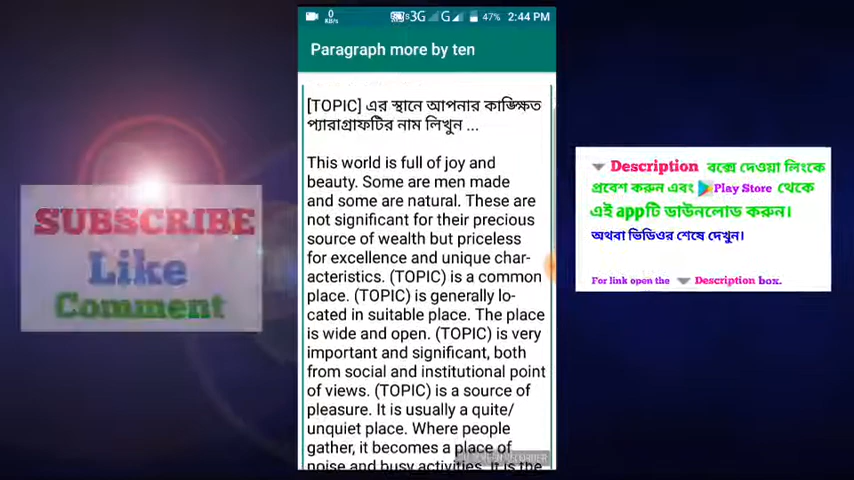 0
KB/s
3G G 47% 2:44 PM
Paragraph more by ten
[TOPIC] এর স্থানে আপনার কাঙ্ক্ষিত
প্যারাগ্রাফটির নাম লিখুন ...
This world is full of joy and
beauty. Some are men made
and some are natural. These are
not significant for their precious
source of wealth but priceless
for excellence and unique char-
acteristics. (TOPIC) is a common
place. (TOPIC) is generally lo-
cated in suitable place. The place
is wide and open. (TOPIC) is very
important and significant, both
from social and institutional point
of views. (TOPIC) is a source of
pleasure. It is usually a quite/
unquiet place. Where people
gather, it becomes a place of
noise and busy activities. It is the
SUBSCRIBE
Like
Comment
Description বক্সে দেওয়া লিংকে
প্রবেশ করুন এবং Play Store থেকে
এই appটি ডাউনলোড করুন।
অথবা ভিডিওর শেষে দেখুন।
For link open the Description box.